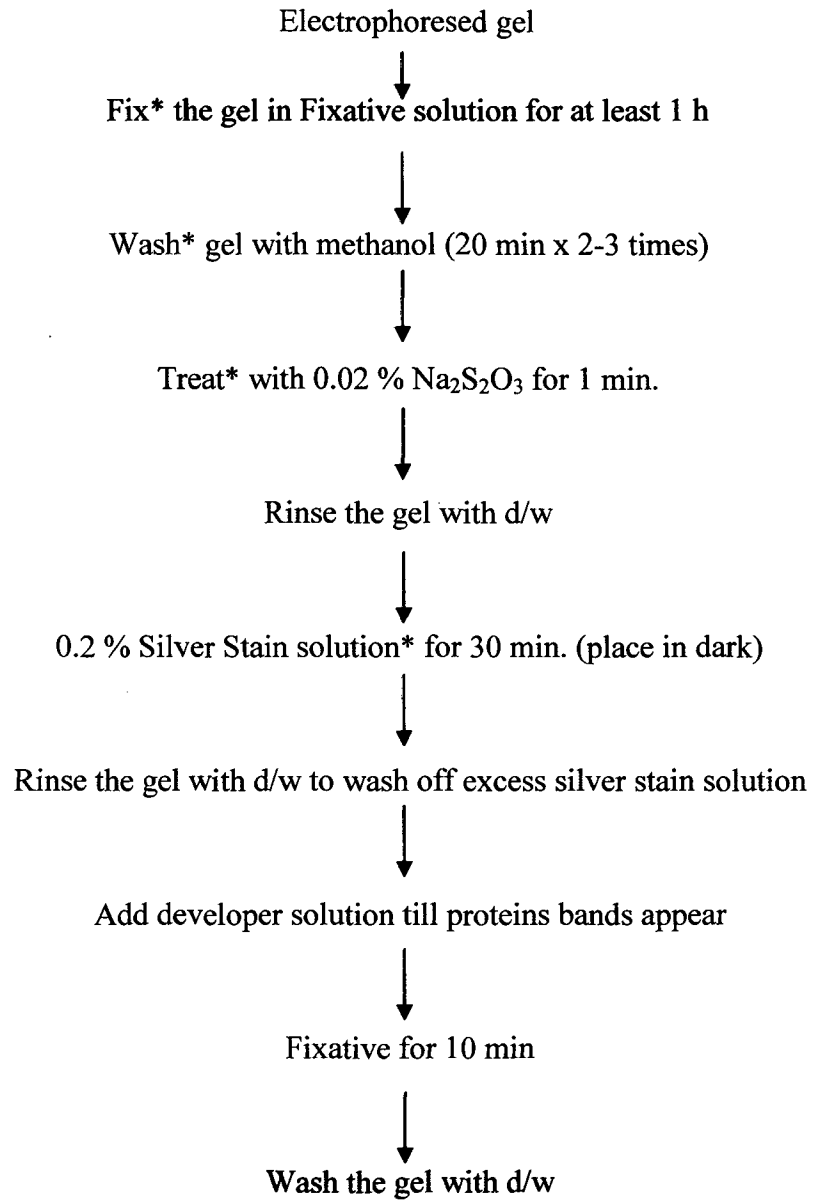 Electrophoresed gel
Fix* the gel in Fixative solution for at least 1 h
Wash* gel with methanol (20 min x 2-3 times)
Treat* with 0.02 % Na₂S₂O₃ for 1 min.
Rinse the gel with d/w
0.2 % Silver Stain solution* for 30 min. (place in dark)
Rinse the gel with d/w to wash off excess silver stain solution
Add developer solution till proteins bands appear
Fixative for 10 min
Wash the gel with d/w